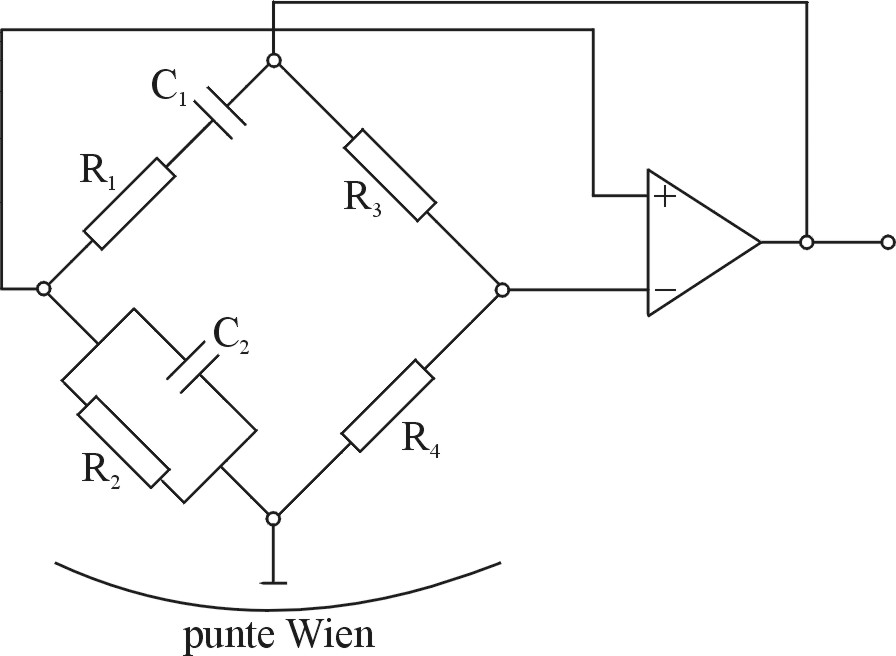 C₁
R₁
R₃
+
−
C₂
R₂
R₄
punte Wien